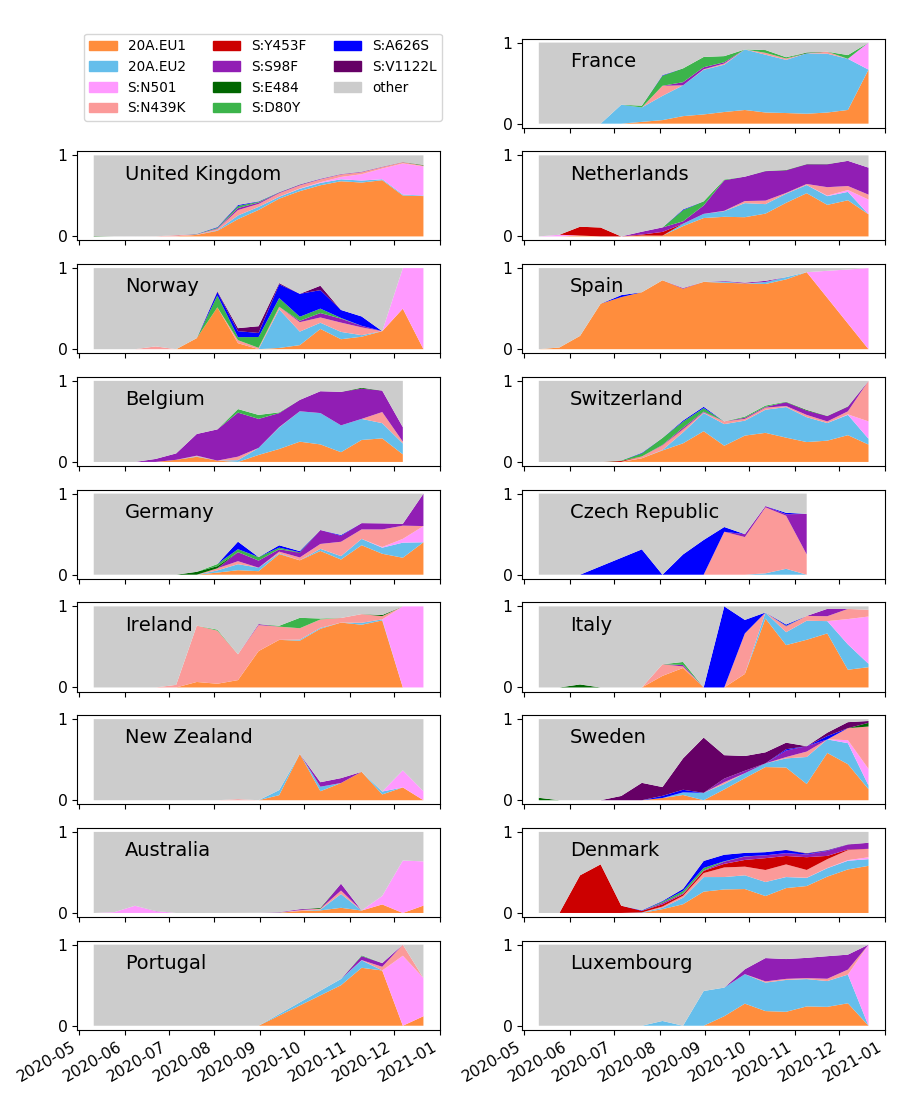 20A.EU1 S:Y453F S:A626S
20A.EU2 S:S98F S:V1122L
S:N501 S:E484 other
S:N439K S:D80Y
1
France
0
1
United Kingdom
0
1
Netherlands
0
1
Norway
0
1
Spain
0
1
Belgium
0
1
Switzerland
0
1
Germany
0
1
Czech Republic
0
1
Ireland
0
1
Italy
0
1
New Zealand
0
1
Sweden
0
1
Australia
0
1
Denmark
0
1
Portugal
0
1
Luxembourg
0
2020-05 2020-06 2020-07 2020-08 2020-09 2020-10 2020-11 2020-12 2021-01
2020-05 2020-06 2020-07 2020-08 2020-09 2020-10 2020-11 2020-12 2021-01